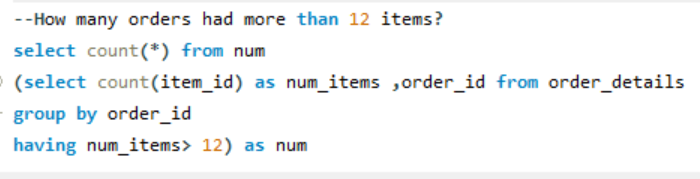 --How many orders had more than 12 items?
select count(*) from num
(select count(item_id) as num_items ,order_id from order_details
group by order_id
having num_items> 12) as num